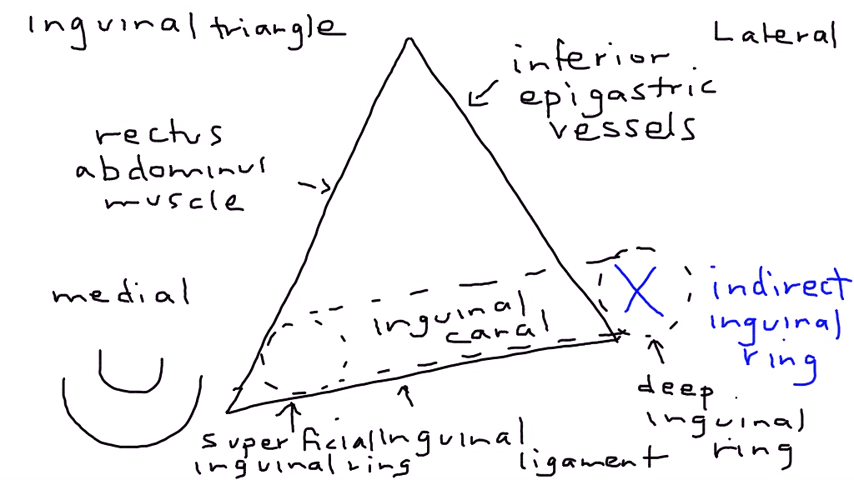 Inguinal triangle
Lateral
inferior
epigastric
vessels
rectus
abdominus
muscle
medial
inguinal
canal
X
indirect
inguinal
ring
deep
inguinal
ring
superficial
inguinal ring
Inguinal
ligament